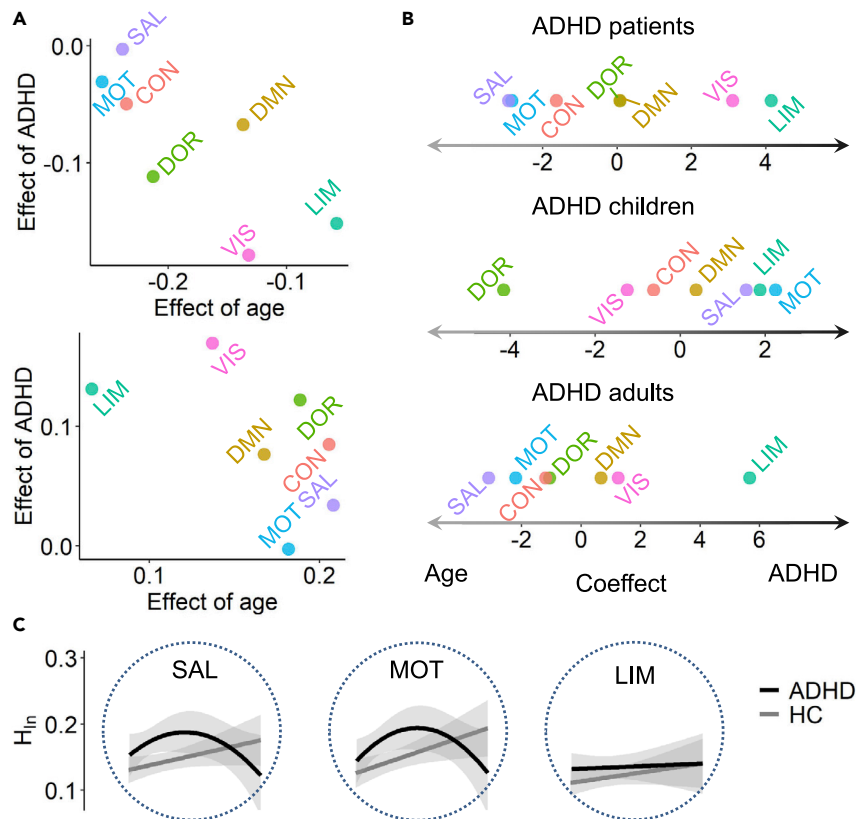 A
0.0
-0.1
Effect of ADHD
SAL
MOT
CON
DMN
DOR
LIM
VIS
-0.2
-0.1
Effect of age
0.1
0.0
Effect of ADHD
VIS
LIM
DOR
DMN
CON
SAL
MOT
0.1
0.2
Effect of age
B
ADHD patients
SAL
MOT
CON
DOR
DMN
VIS
LIM
-2
0
2
4
ADHD children
DOR
VIS
CON
DMN
SAL
LIM
MOT
-4
-2
0
2
ADHD adults
SAL
MOT
CON
DOR
DMN
VIS
LIM
-2
0
2
4
6
Age
Coeffect
ADHD
C
0.3
0.2
0.1
HIn
SAL
MOT
LIM
ADHD
HC